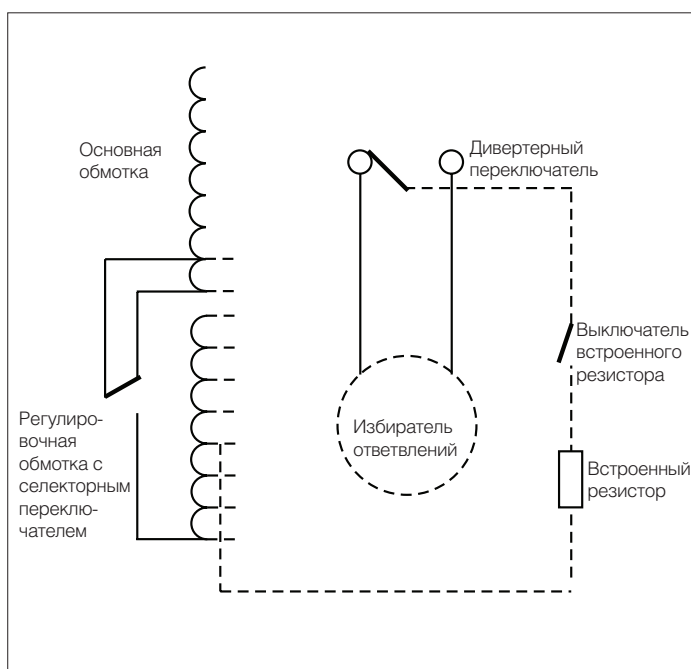 Основная
обмотка
Дивертерный
переключатель
Выключатель
встроенного
резистора
Избиратель
ответвлений
Регулиро-
вочная
обмотка с
селекторным
переклю-
чателем
Встроенный
резистор